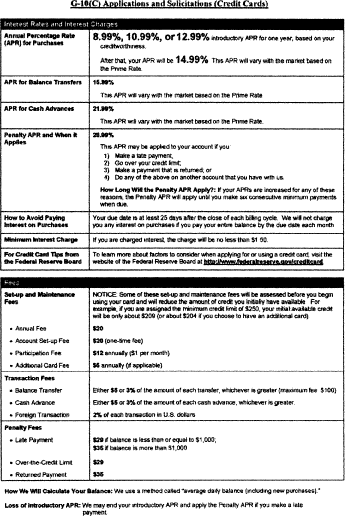 G-10(C) Applications and Solicitations (Credit Cards)
Interest Rates and Interest Charges
Annual Percentage Rate (APR) for Purchases
8.99%, 10.99%, or 12.99% introductory APR for one year, based on your
creditworthiness.
After that, your APR will be 14.99%. This APR will vary with the market based on
the Prime Rate.
APR for Balance Transfers
15.99%
This APR will vary with the market based on the Prime Rate.
APR for Cash Advances
21.99%
This APR will vary with the market based on the Prime Rate.
Penalty APR and When it
Applies
28.99%
This APR may be applied to your account if you:
1) Make a late payment;
2) Go over your credit limit;
3) Make a payment that is returned; or
4) Do any of the above on another account that you have with us.
How Long Will the Penalty APR Apply?: If your APRs are increased for any of these
reasons, the Penalty APR will apply until you make six consecutive minimum payments
when due.
How to Avoid Paying
Interest on Purchases
Your due date is at least 25 days after the close of each billing cycle. We will not charge
you any interest on purchases if you pay your entire balance by the due date each month.
Minimum Interest Charge
If you are charged interest, the charge will be no less than $1.50.
For Credit Card Tips from
the Federal Reserve Board
To learn more about factors to consider when applying for or using a credit card, visit the
website of the Federal Reserve Board at http://www.federalreserve.gov/creditcard.
Fees
Set-up and Maintenance
Fees
NOTICE: Some of these set-up and maintenance fees will be assessed before you begin
using your card and will reduce the amount of credit you initially have available. For
example, if you are assigned the minimum credit limit of $250, your initial available credit
will be only about $209 (or about $204 if you choose to have an additional card).
• Annual Fee
$20
• Account Set-up Fee
$20 (one-time fee)
• Participation Fee
$12 annually ($1 per month)
• Additional Card Fee
$5 annually (if applicable)
Transaction Fees
• Balance Transfer
Either $5 or 3% of the amount of each transfer, whichever is greater (maximum fee: $100).
• Cash Advance
Either $5 or 3% of the amount of each cash advance, whichever is greater.
• Foreign Transaction
2% of each transaction in U.S. dollars
Penalty Fees
• Late Payment
$29 if balance is less than or equal to $1,000;
$35 if balance is more than $1,000
• Over-the-Credit Limit
$29
• Returned Payment
$35
How We Will Calculate Your Balance: We use a method called "average daily balance (including new purchases)."
Loss of Introductory APR: We may end your introductory APR and apply the Penalty APR if you make a late
payment.